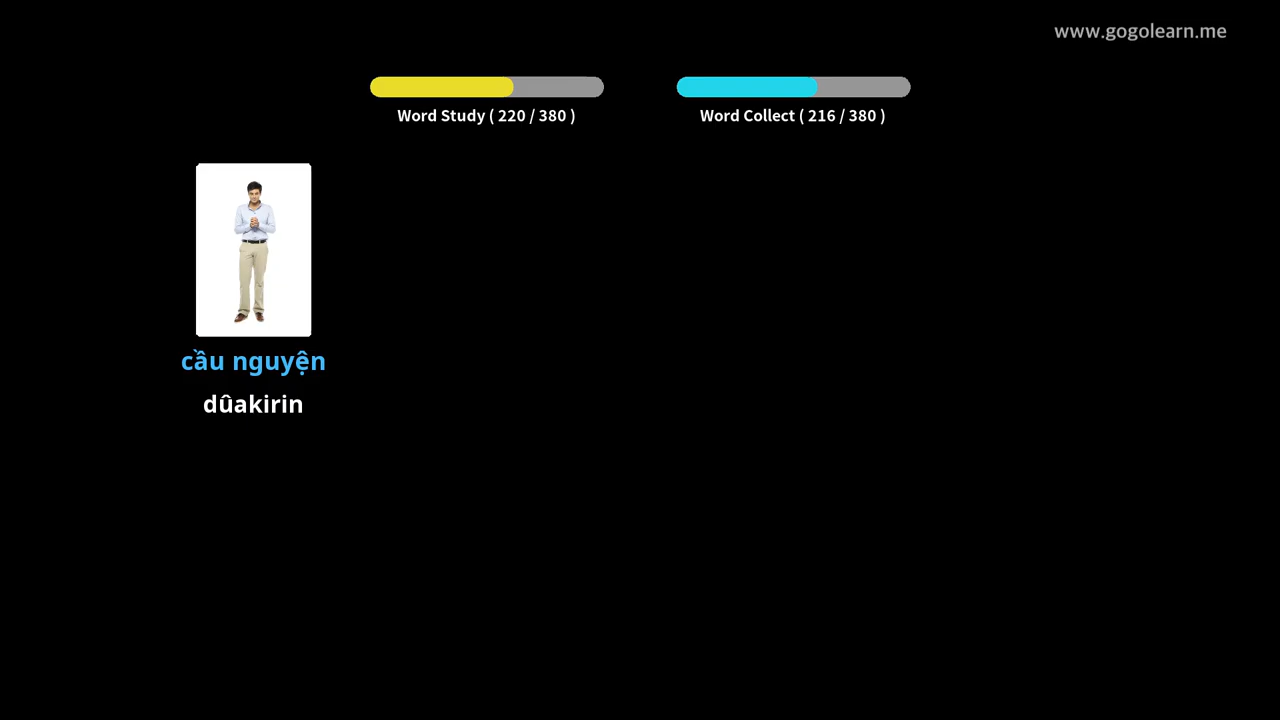 www.gogolearn.me
Word Study ( 220 / 380 )
Word Collect ( 216 / 380 )
cầu nguyện
dûakirin